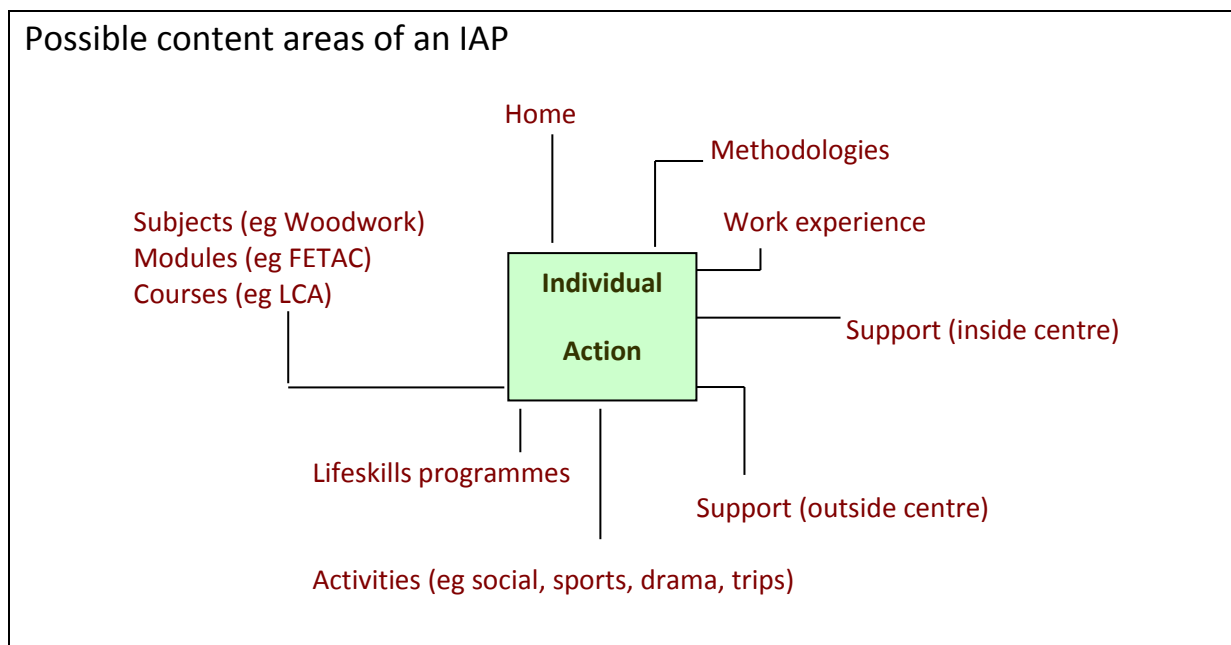 Possible content areas of an IAP
Home
Methodologies
Subjects (eg Woodwork)
Modules (eg FETAC)
Courses (eg LCA)
Work experience
Individual
Action
Support (inside centre)
Lifeskills programmes
Support (outside centre)
Activities (eg social, sports, drama, trips)